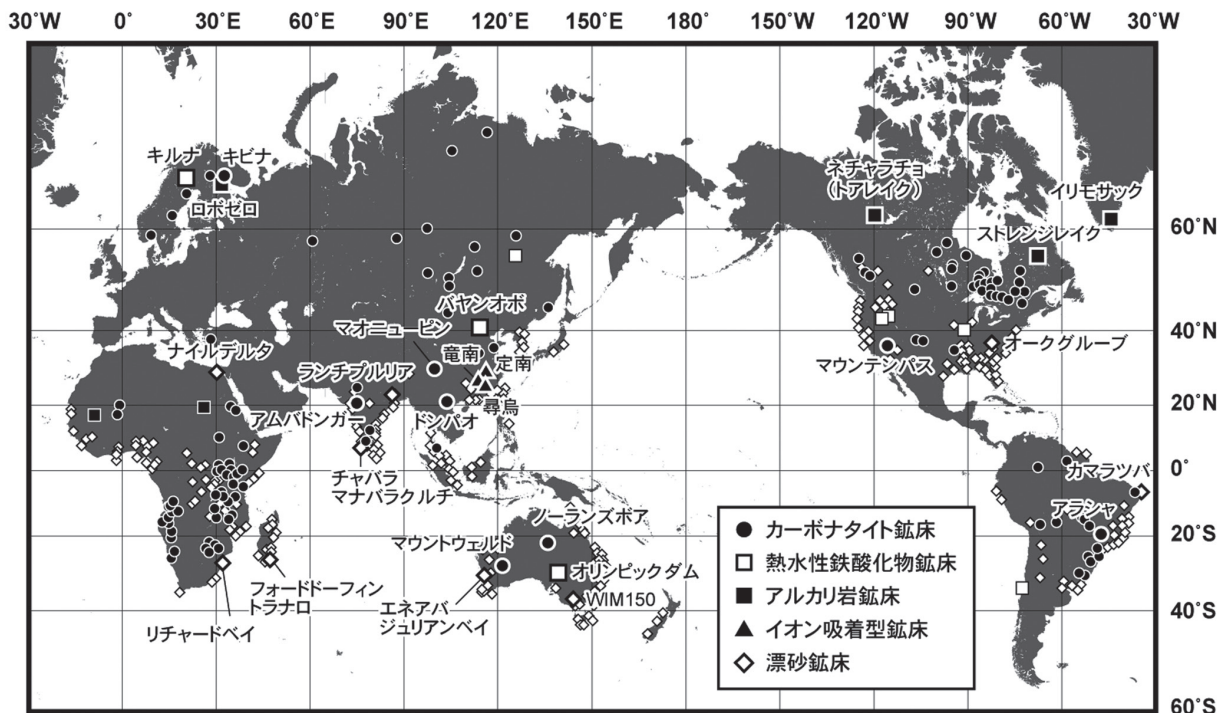 30°W 0° 30°E 60°E 90°E 120°E 150°E 180° 150°W -120°W 90°W 60°W 30°W
キルナ
キビナ
ロボゼロ
ネチャラチョ
(トアレイク)
イリモサック
ストレンジレイク
60°N
バヤンオボ
マオニューピン
40°N
ナイルデルタ
竜南
定南
オークグルーブ
ランチプルリア
マウンテンパス
尋烏
アムバドンガー
ドンパオ
20°N
チャバラ
マナバラクルチ
カマラツバ
0°
アラシャ
ノーランズボア
マウントウェルド
20°S
オリンピックダム
フォードドーフィン
トラナロ
エネアバ
ジュリアンベイ
WIM150
リチャードベイ
40°S
カーボナタイト鉱床
熱水性鉄酸化物鉱床
アルカリ岩鉱床
イオン吸着型鉱床
漂砂鉱床
60°S